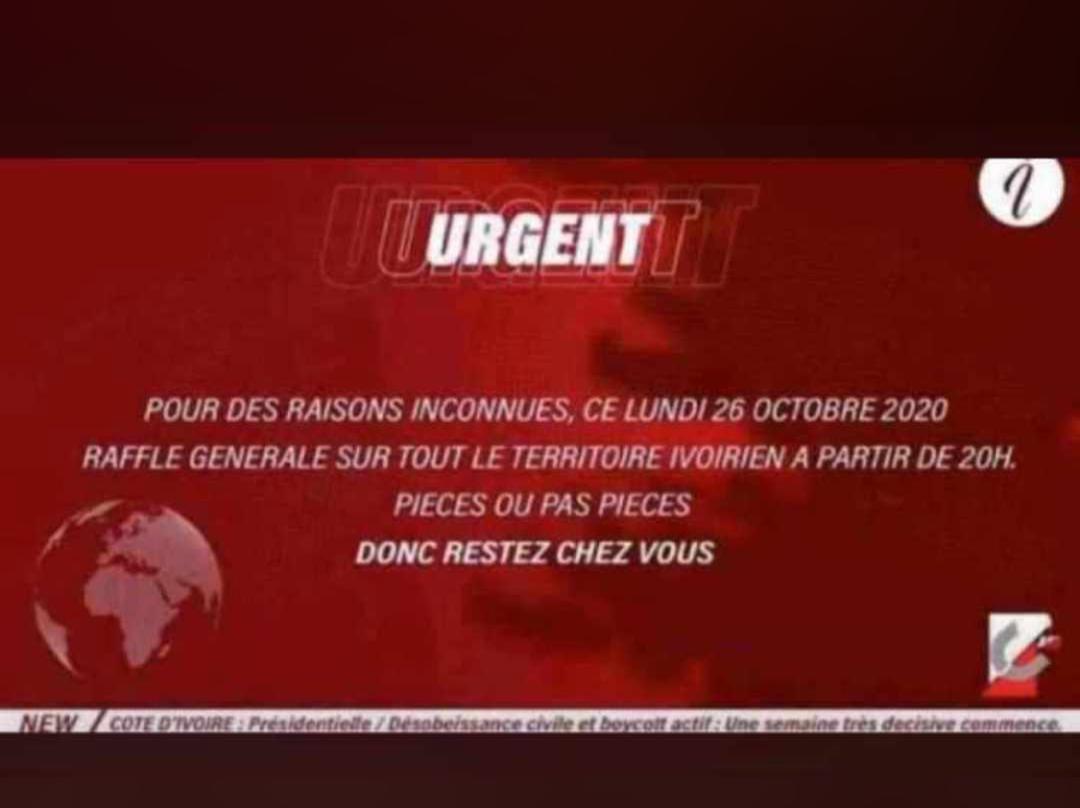 URGENT
POUR DES RAISONS INCONNUES, CE LUNDI 26 OCTOBRE 2020
RAFFLE GENERALE SUR TOUT LE TERRITOIRE IVOIRIEN A PARTIR DE 20H.
PIECES OU PAS PIECES
DONC RESTEZ CHEZ VOUS
NEW / COTE D'IVOIRE : Présidentielle / Désobeissance civile et boycott actif : Une semaine très decisive commence.